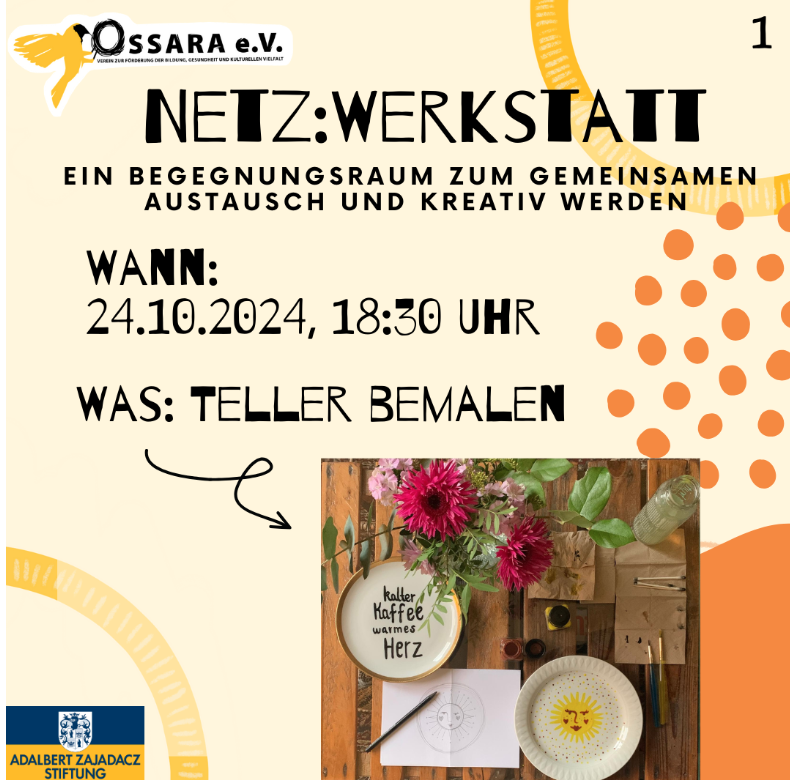 OSSARA e.V.
VEREIN ZUR FÖRDERUNG DER BILDUNG, GESUNDHEIT UND KULTURELLEN VIELFALT
1
NETZ:WERKSTATT
EIN BEGEGNUNGSRAUM ZUM GEMEINSAMEN
AUSTAUSCH UND KREATIV WERDEN
WANN:
24.10.2024, 18:30 UHR
WAS: TELLER BEMALEN
kalter
Kaffee
warmes
Herz
ADALBERT ZAJADACZ
STIFTUNG